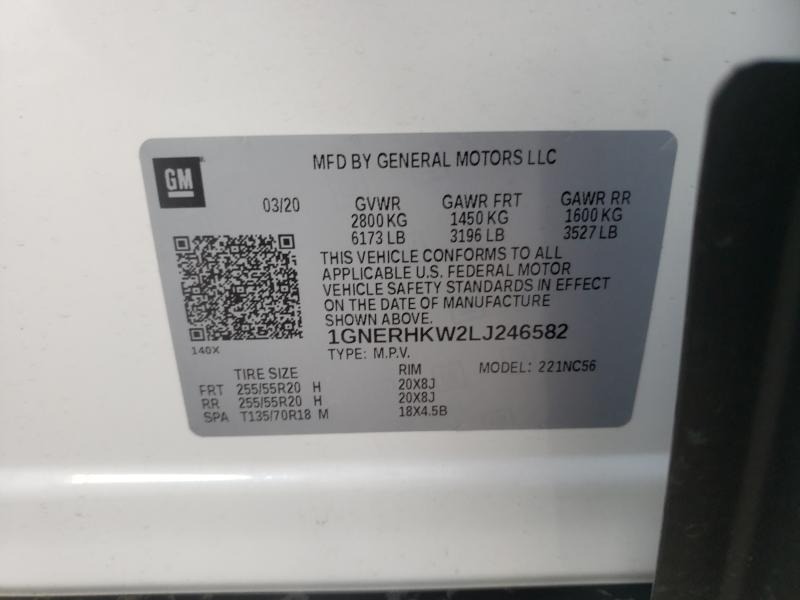 MFD BY GENERAL MOTORS LLC
GM
03/20 GVWR GAWR FRT GAWR RR
2800 KG 1450 KG 1600 KG
6173 LB 3196 LB 3527 LB
THIS VEHICLE CONFORMS TO ALL
APPLICABLE U.S. FEDERAL MOTOR
VEHICLE SAFETY STANDARDS IN EFFECT
ON THE DATE OF MANUFACTURE
SHOWN ABOVE.
1GNERHKW2LJ246582
140X
TYPE: M.P.V.
MODEL: 221NC56
TIRE SIZE RIM
FRT 255/55R20 H 20X8J
RR 255/55R20 H 20X8J
SPA T135/70R18 M 18X4.5B